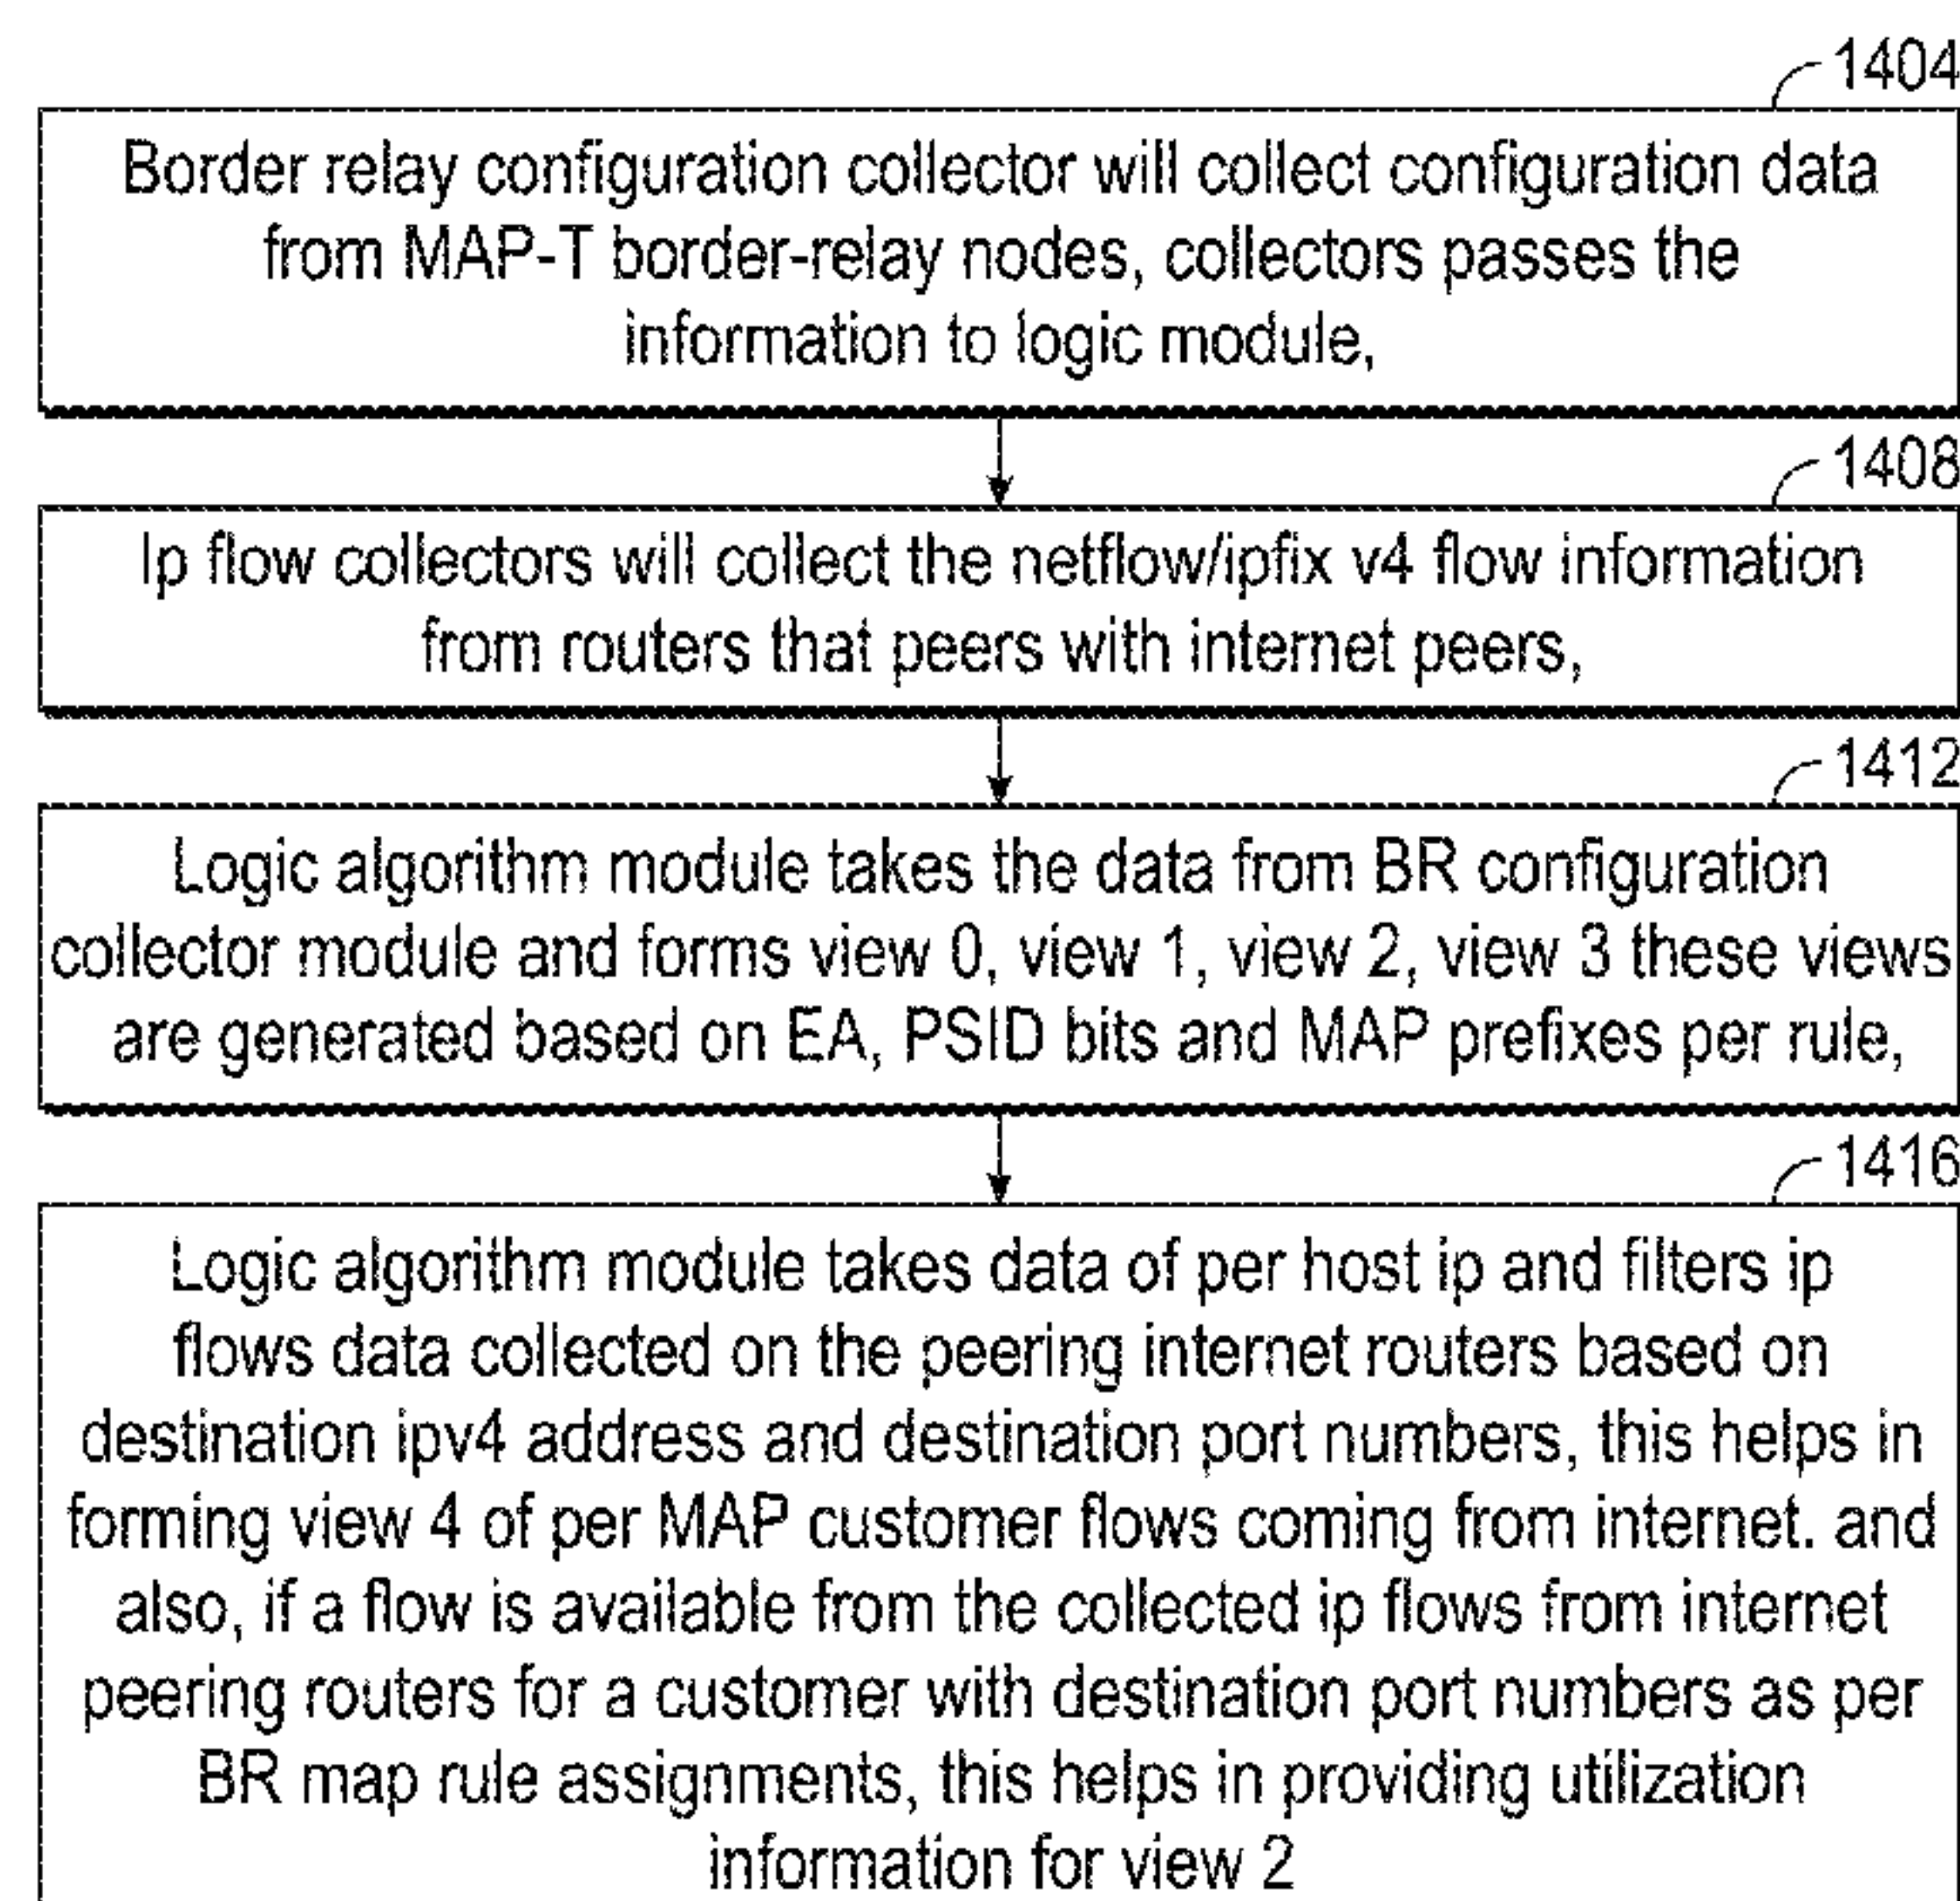 1404
Border relay configuration collector will collect configuration data
from MAP-T border-relay nodes, collectors passes the
information to logic module,
1408
Ip flow collectors will collect the netflow/ipfix v4 flow information
from routers that peers with internet peers,
1412
Logic algorithm module takes the data from BR configuration
collector module and forms view 0, view 1, view 2, view 3 these views
are generated based on EA, PSID bits and MAP prefixes per rule,
1416
Logic algorithm module takes data of per host ip and filters ip
flows data collected on the peering internet routers based on
destination ipv4 address and destination port numbers, this helps in
forming view 4 of per MAP customer flows coming from internet. and
also, if a flow is available from the collected ip flows from internet
peering routers for a customer with destination port numbers as per
BR map rule assignments, this helps in providing utilization
information for view 2